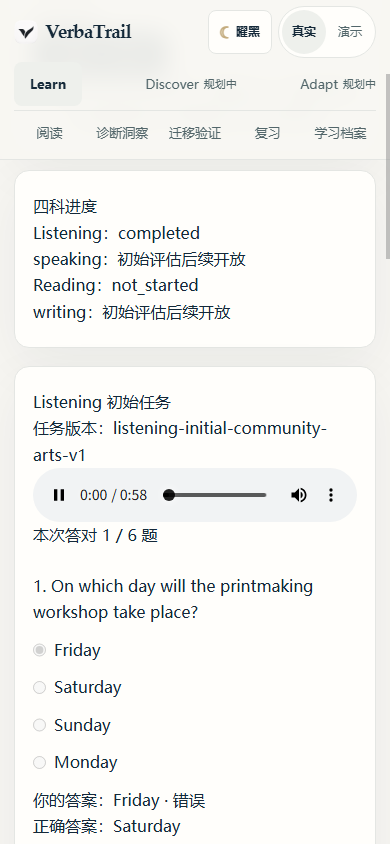 VerbaTrail
醒黑
真实
演示
Learn
Discover 规划中
Adapt 规划中
阅读
诊断洞察
迁移验证
复习
学习档案
四科进度
Listening：completed
speaking：初始评估后续开放
Reading：not_started
writing：初始评估后续开放
Listening 初始任务
任务版本：listening-initial-community-
arts-v1
0:00 / 0:58
本次答对 1 / 6 题
1. On which day will the printmaking
workshop take place?
Friday
Saturday
Sunday
Monday
你的答案：Friday · 错误
正确答案：Saturday